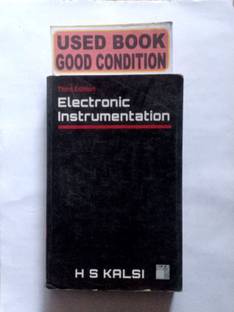 USED BOOK
GOOD CONDITION
Third Edition
Electronic
Instrumentation
H S KALSI